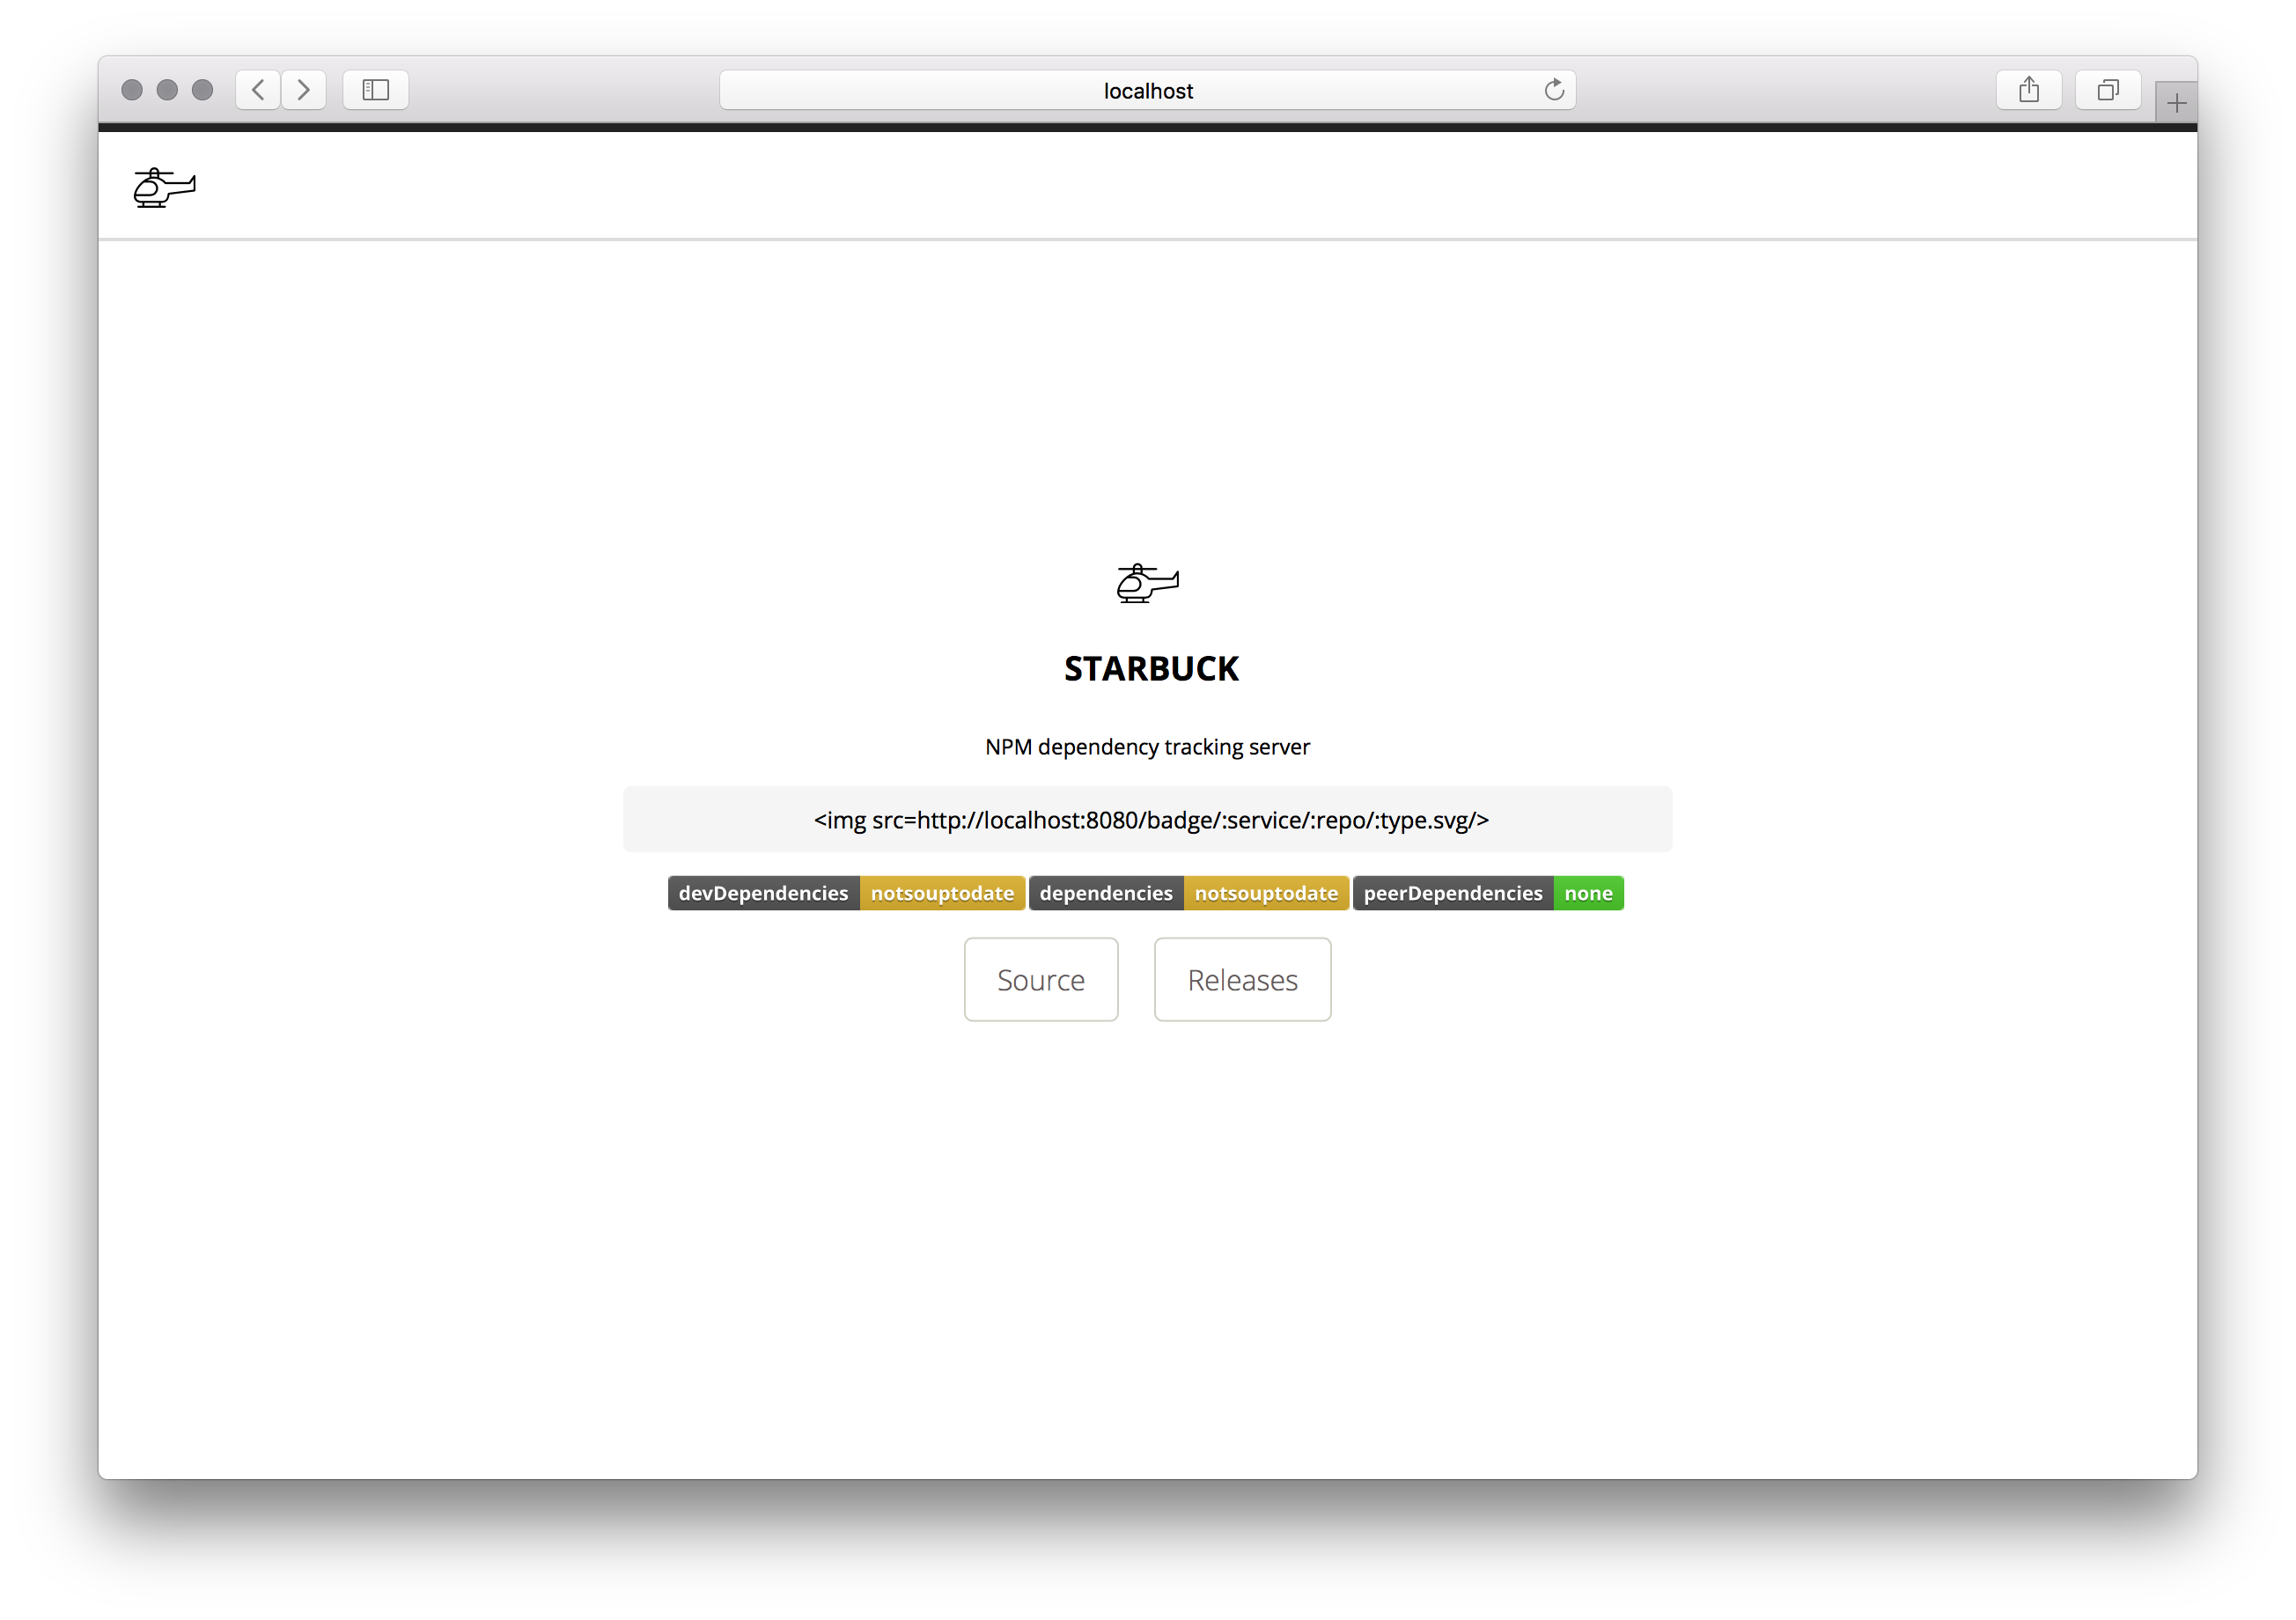 localhost
STARBUCK
NPM dependency tracking server
<img src=http://localhost:8080/badge/:service/:repo/:type.svg/>
devDependencies notsouptodate dependencies notsouptodate peerDependencies none
Source Releases